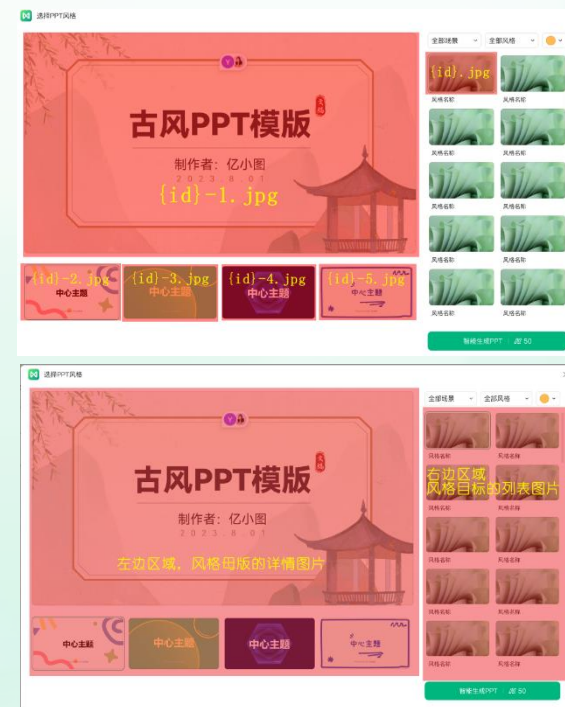 选择PPT风格
全部场景
全部风格
{id}.jpg
风格名称
风格名称
古风PPT模版
文稿
制作者：亿小图
2023.8.01
{id}-1.jpg
风格名称
风格名称
风格名称
风格名称
风格名称
风格名称
{id}-2.jpg
{id}-3.jpg
{id}-4.jpg
{id}-5.jpg
中心主题
中心主题
中心主题
中心主题
风格名称
风格名称
智能生成PPT
50
选择PPT风格
全部场景
全部风格
风格名称
风格名称
古风PPT模版
制作者：亿小图
2023.8.01
右边区域
风格目标的列表图片
风格名称
风格名称
左边区域，风格母版的详情图片
风格名称
风格名称
风格名称
风格名称
中心主题
中心主题
中心主题
中心主题
风格名称
风格名称
智能生成PPT
50